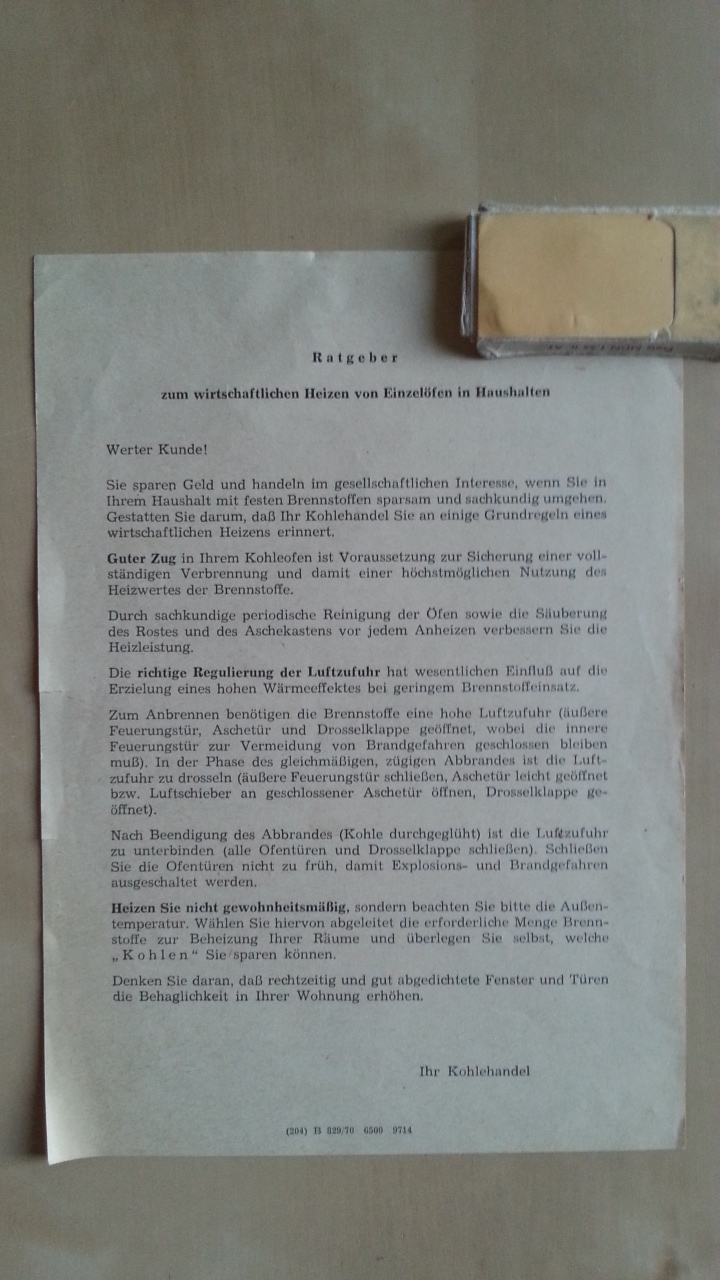 Ratgeber
zum wirtschaftlichen Heizen von Einzelöfen in Haushalten
Werter Kunde!
Sie sparen Geld und handeln im gesellschaftlichen Interesse, wenn Sie in
Ihrem Haushalt mit festen Brennstoffen sparsam und sachkundig umgehen.
Gestatten Sie darum, daß Ihr Kohlehandel Sie an einige Grundregeln eines
wirtschaftlichen Heizens erinnert.
Guter Zug in Ihrem Kohleofen ist Voraussetzung zur Sicherung einer voll-
ständigen Verbrennung und damit einer höchstmöglichen Nutzung des
Heizwertes der Brennstoffe.
Durch sachkundige periodische Reinigung der Öfen sowie die Säuberung
des Rostes und des Aschekastens vor jedem Anheizen verbessern Sie die
Heizleistung.
Die richtige Regulierung der Luftzufuhr hat wesentlichen Einfluß auf die
Erzielung eines hohen Wärmeeffektes bei geringem Brennstoffeinsatz.
Zum Anbrennen benötigen die Brennstoffe eine hohe Luftzufuhr (äußere
Feuerungstür, Aschetür und Drosselklappe geöffnet, wobei die innere
Feuerungstür zur Vermeidung von Brandgefahren geschlossen bleiben
muß). In der Phase des gleichmäßigen, zügigen Abbrandes ist die Luft-
zufuhr zu drosseln (äußere Feuerungstür schließen, Aschetür leicht geöffnet
bzw. Luftschieber an geschlossener Aschetür öffnen, Drosselklappe ge-
öffnet).
Nach Beendigung des Abbrandes (Kohle durchgeglüht) ist die Luftzufuhr
zu unterbinden (alle Ofentüren und Drosselklappe schließen). Schließen
Sie die Ofentüren nicht zu früh, damit Explosions- und Brandgefahren
ausgeschaltet werden.
Heizen Sie nicht gewohnheitsmäßig, sondern beachten Sie bitte die Außen-
temperatur. Wählen Sie hiervon abgeleitet die erforderliche Menge Brenn-
stoffe zur Beheizung Ihrer Räume und überlegen Sie selbst, welche
„Kohlen" Sie sparen können.
Denken Sie daran, daß rechtzeitig und gut abgedichtete Fenster und Türen
die Behaglichkeit in Ihrer Wohnung erhöhen.
Ihr Kohlehandel
(204) B 829/70 6500 9714